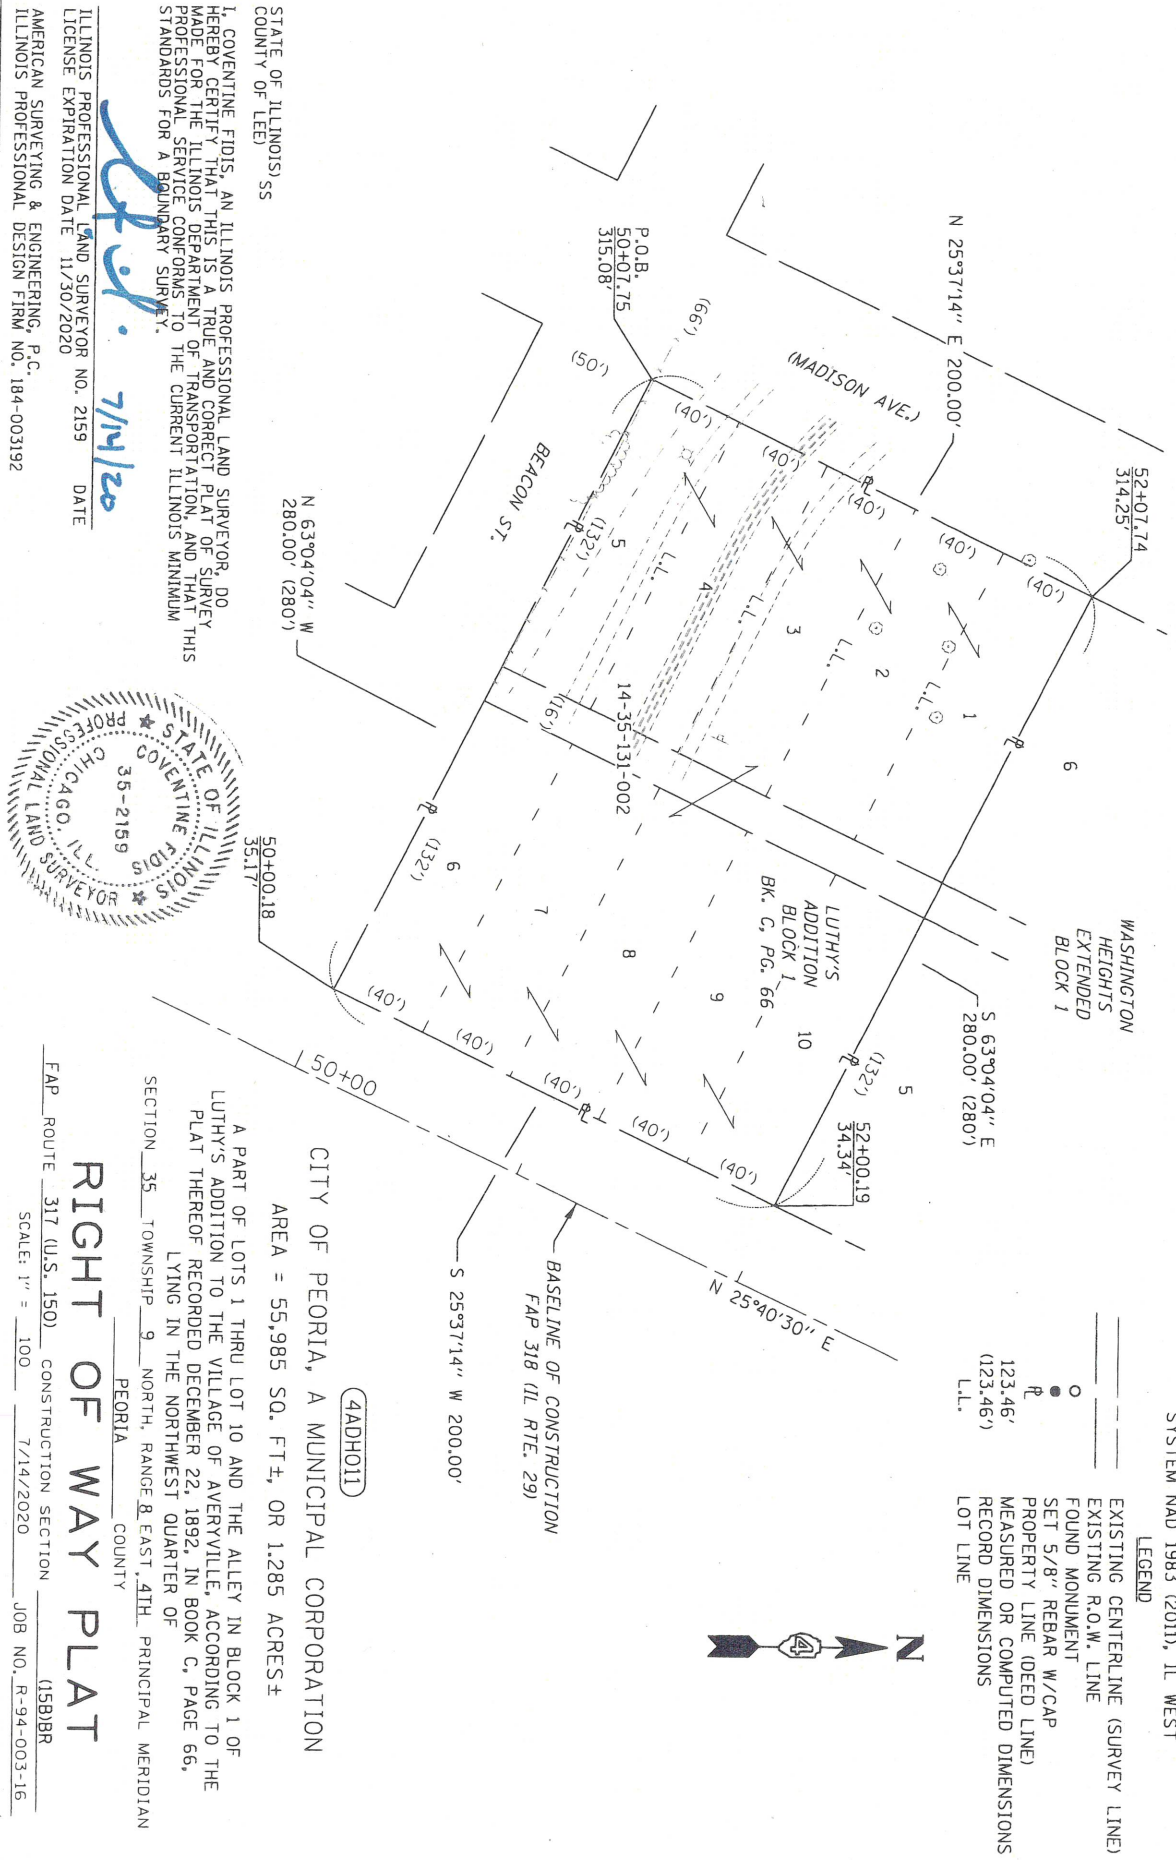 SYSTEM NAD 1983 (2011), IL WEST
LEGEND
EXISTING CENTERLINE (SURVEY LINE)
EXISTING R.O.W. LINE
FOUND MONUMENT
SET 5/8" REBAR W/CAP
PROPERTY LINE (DEED LINE)
123.46' MEASURED OR COMPUTED DIMENSIONS
(123.46') RECORD DIMENSIONS
L.L. LOT LINE
N
4
WASHINGTON
HEIGHTS
EXTENDED
BLOCK 1
52+07.74
314.25'
N 25°37'14" E 200.00'
(MADISON AVE.)
(66')
P.O.B.
50+07.75
315.08'
(50')
BEACON ST.
N 63°04'04" W
280.00' (280')
S 63°04'04" E
280.00' (280')
52+00.19
34.34'
50+00.18
35.17'
(40')
(40')
(40')
(40')
(40')
(132')
(16')
(132')
(132')
(40')
(40')
(40')
(40')
(40')
6
5
1
2
3
4
5
6
7
8
9
10
L.L.
L.L.
L.L.
L.L.
14-35-131-002
LUTHY'S
ADDITION
BLOCK 1
BK. C, PG. 66
50+00
N 25°40'30" E
BASELINE OF CONSTRUCTION
FAP 318 (IL RTE. 29)
S 25°37'14" W 200.00'
4ADH011
CITY OF PEORIA, A MUNICIPAL CORPORATION
AREA = 55,985 SQ. FT±, OR 1.285 ACRES±
A PART OF LOTS 1 THRU LOT 10 AND THE ALLEY IN BLOCK 1 OF
LUTHY'S ADDITION TO THE VILLAGE OF AVERYVILLE, ACCORDING TO THE
PLAT THEREOF RECORDED DECEMBER 22, 1892, IN BOOK C, PAGE 66,
LYING IN THE NORTHWEST QUARTER OF
SECTION 35 TOWNSHIP 9 NORTH, RANGE 8 EAST, 4TH PRINCIPAL MERIDIAN
PEORIA COUNTY
RIGHT OF WAY PLAT
FAP ROUTE 317 (U.S. 150) CONSTRUCTION SECTION (15B)BR
SCALE: 1" = 100 7/14/2020 JOB NO. R-94-003-16
STATE OF ILLINOIS)
SS
COUNTY OF LEE)
I, COVENTINE FIDIS, AN ILLINOIS PROFESSIONAL LAND SURVEYOR, DO
HEREBY CERTIFY THAT THIS IS A TRUE AND CORRECT PLAT OF SURVEY
MADE FOR THE ILLINOIS DEPARTMENT OF TRANSPORTATION, AND THAT THIS
PROFESSIONAL SERVICE CONFORMS TO THE CURRENT ILLINOIS MINIMUM
STANDARDS FOR A BOUNDARY SURVEY.
7/14/20
ILLINOIS PROFESSIONAL LAND SURVEYOR NO. 2159 DATE
LICENSE EXPIRATION DATE 11/30/2020
AMERICAN SURVEYING & ENGINEERING, P.C.
ILLINOIS PROFESSIONAL DESIGN FIRM NO. 184-003192
STATE OF ILLINOIS
PROFESSIONAL LAND SURVEYOR
COVENTINE FIDIS
35-2159
CHICAGO, ILL.